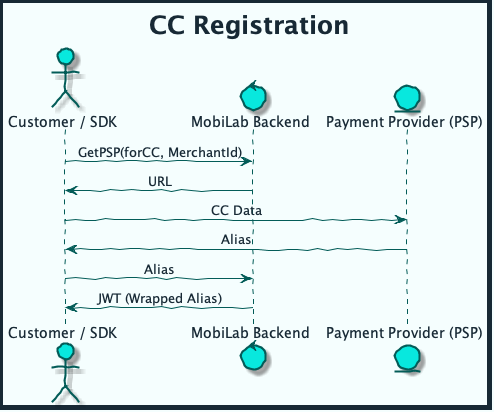 CC Registration
Customer / SDK
MobiLab Backend
Payment Provider (PSP)
GetPSP(forCC, MerchantId)
URL
CC Data
Alias
Alias
JWT (Wrapped Alias)
Customer / SDK
MobiLab Backend
Payment Provider (PSP)